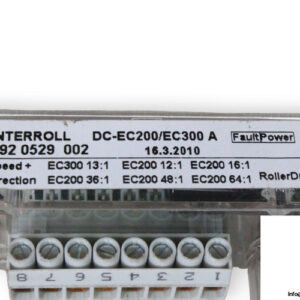 NTERROLL DC-EC200/EC300 A FaultPower
92 0529 002 16.3.2010
peed + EC300 13:1 EC200 12:1 EC200 16:1
rection EC200 36:1 EC200 48:1 EC200 64:1 RollerD
8 7 6 5 4 3 2 1